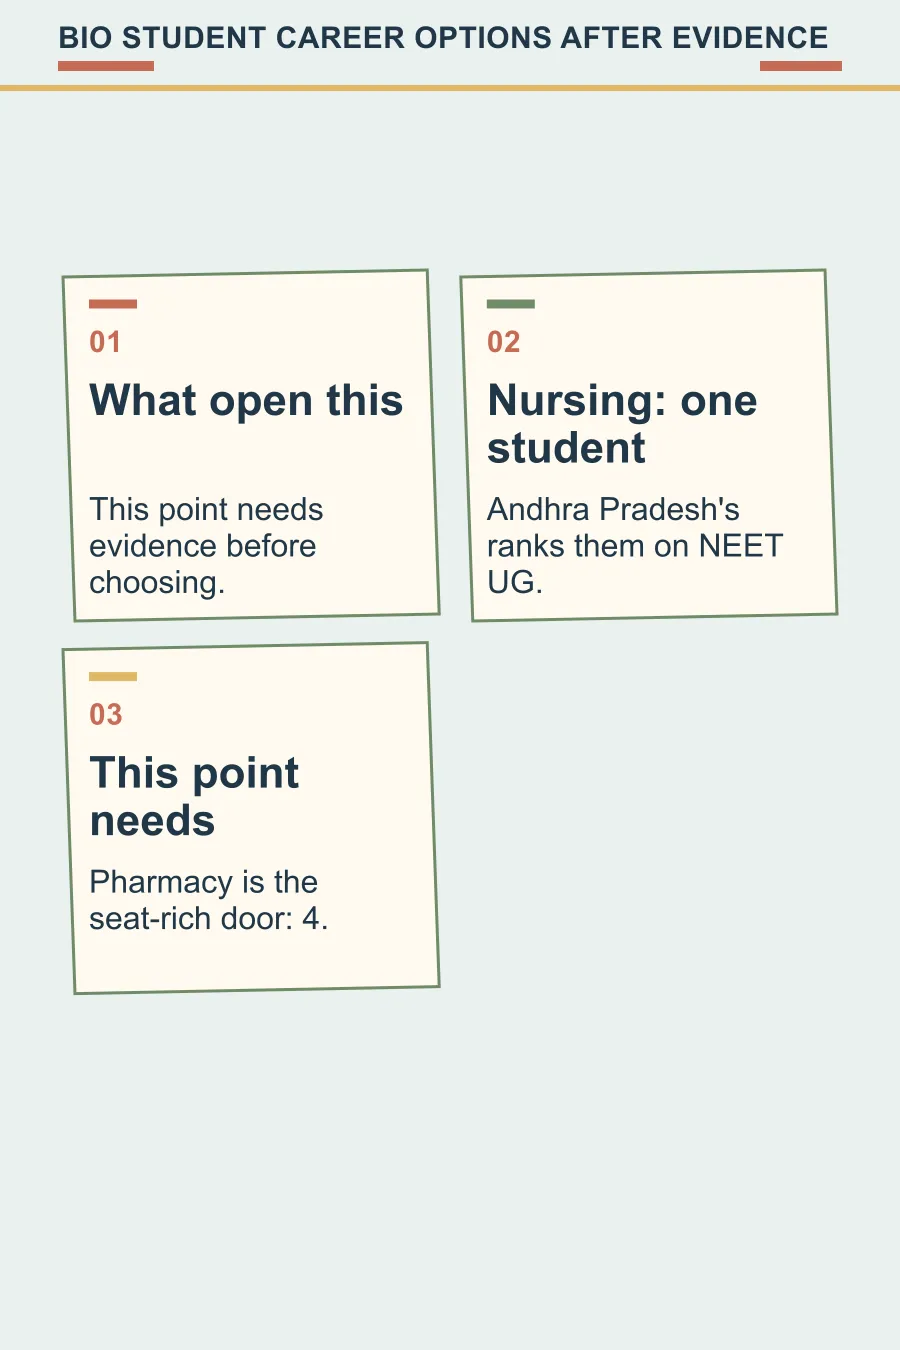 BIO STUDENT CAREER OPTIONS AFTER EVIDENCE
01
What open this
This point needs
evidence before
choosing.
02
Nursing: one
student
Andhra Pradesh's
ranks them on NEET
UG.
03
This point
needs
Pharmacy is the
seat-rich door: 4.